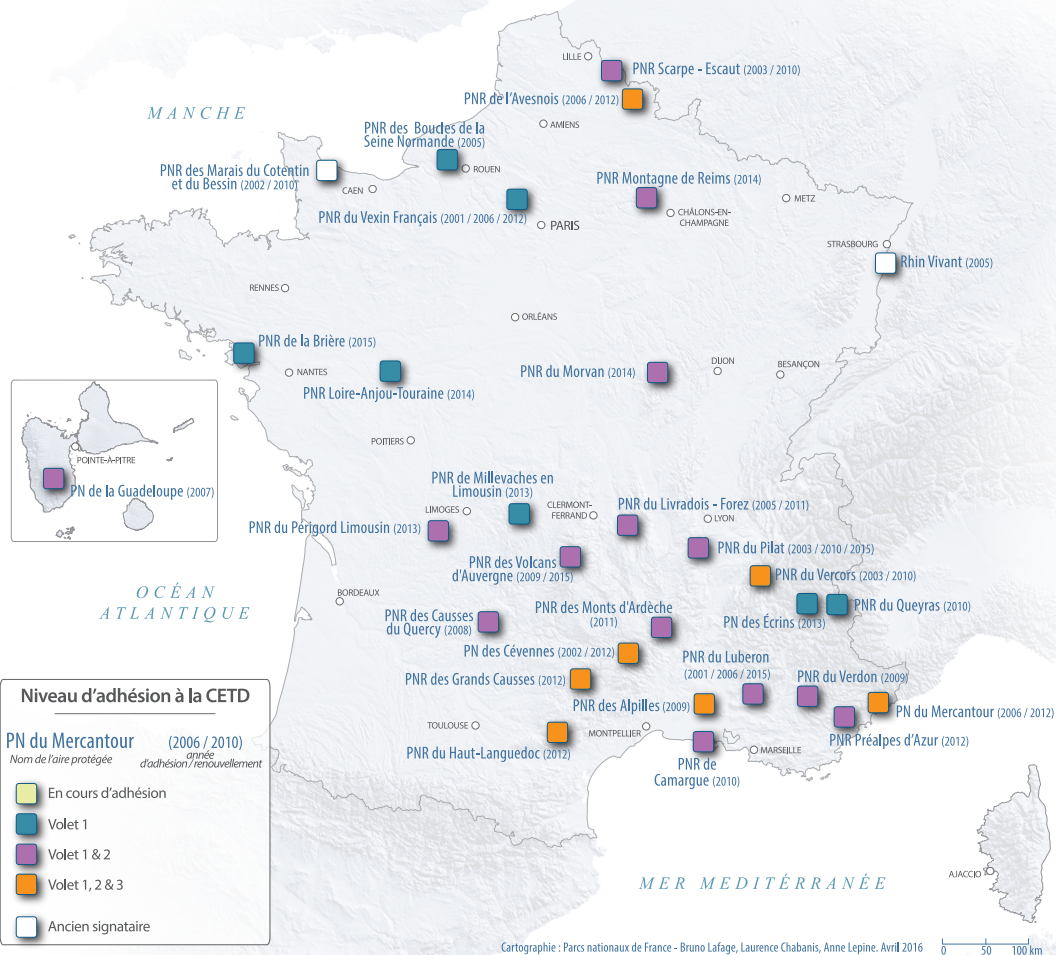 LILLE
PNR Scarpe - Escaut (2003 / 2010)
PNR de l'Avesnois (2006 / 2012)
MANCHE
AMIENS
PNR des Boucles de la
Seine Normande (2005)
ROUEN
PNR des Marais du Cotentin
et du Bessin (2002 / 2010)
CAEN
PNR Montagne de Reims (2014)
METZ
PNR du Vexin Français (2001 / 2006 / 2012)
PARIS
CHÂLONS-EN-
CHAMPAGNE
STRASBOURG
Rhin Vivant (2005)
RENNES
ORLÉANS
PNR de la Brière (2015)
NANTES
PNR Loire-Anjou-Touraine (2014)
PNR du Morvan (2014)
DIJON
BESANÇON
POITIERS
POINTE-À-PITRE
PN de la Guadeloupe (2007)
PNR de Millevaches en
Limousin (2013)
LIMOGES
CLERMONT-
FERRAND
PNR du Livradois - Forez (2005 / 2011)
LYON
PNR du Périgord Limousin (2013)
PNR des Volcans
d'Auvergne (2009 / 2015)
PNR du Pilat (2003 / 2010 / 2015)
PNR du Vercors (2003 / 2010)
OCÉAN
ATLANTIQUE
BORDEAUX
PNR des Causses
du Quercy (2008)
PNR des Monts d'Ardèche
(2011)
PN des Écrins (2013)
PNR du Queyras (2010)
PN des Cévennes (2002 / 2012)
PNR des Grands Causses (2012)
PNR du Luberon
(2001 / 2006 / 2015)
PNR du Verdon (2009)
PNR des Alpilles (2009)
PN du Mercantour (2006 / 2012)
PNR Préalpes d'Azur (2012)
TOULOUSE
MONTPELLIER
PNR du Haut-Languedoc (2012)
MARSEILLE
PNR de
Camargue (2010)
Niveau d'adhésion à la CETD
PN du Mercantour (2006 / 2010)
Nom de l'aire protégée
année
d'adhésion / renouvellement
En cours d'adhésion
Volet 1
Volet 1 & 2
Volet 1, 2 & 3
Ancien signataire
MER MEDITÉRRANÉE
AJACCIO
Cartographie : Parcs nationaux de France - Bruno Lafage, Laurence Chabanis, Anne Lepine. Avril 2016
0 50 100 km